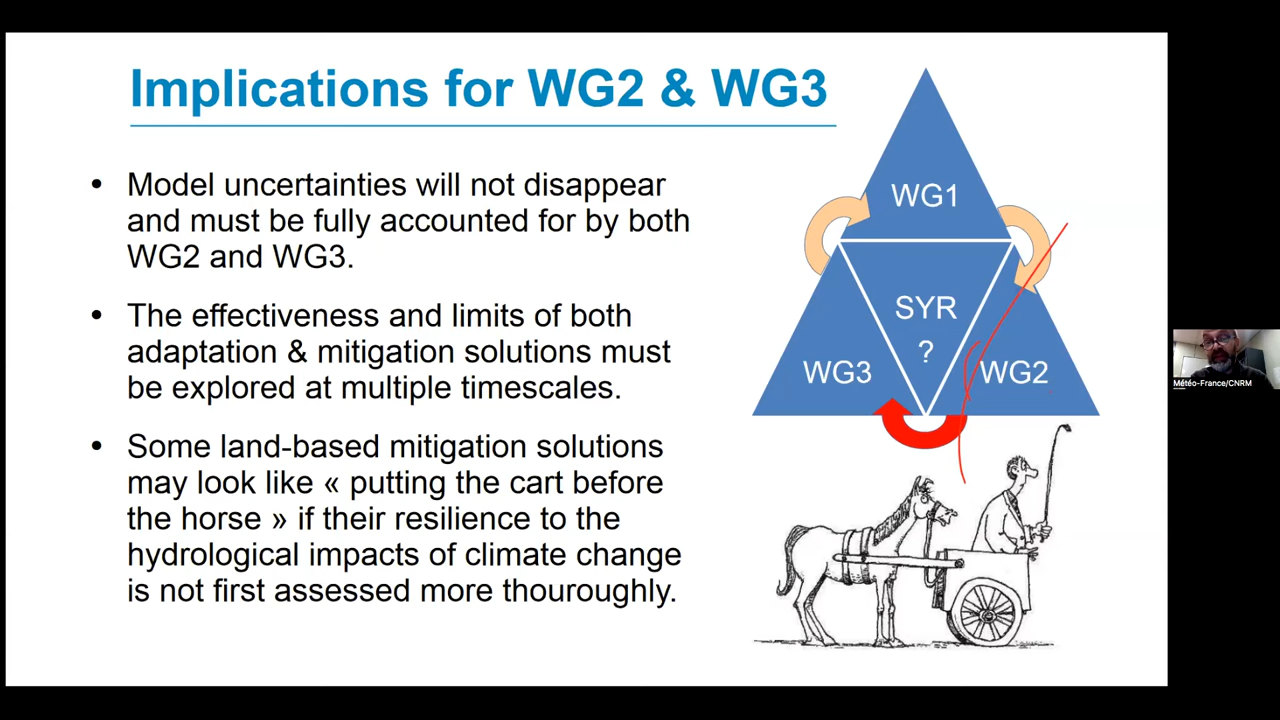 Implications for WG2 & WG3
• Model uncertainties will not disappear
and must be fully accounted for by both
WG2 and WG3.
• The effectiveness and limits of both
adaptation & mitigation solutions must
be explored at multiple timescales.
• Some land-based mitigation solutions
may look like « putting the cart before
the horse » if their resilience to the
hydrological impacts of climate change
is not first assessed more thouroughly.
WG1
SYR
?
WG3
WG2
Météo-France/CNRM